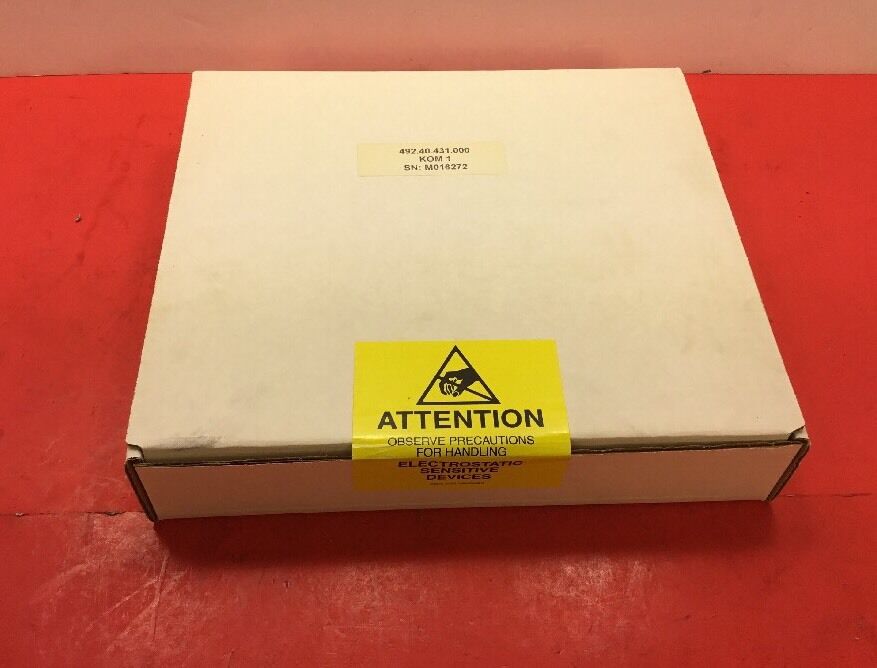 492.40.431.000
KOM 1
SN: M016272
ATTENTION
OBSERVE PRECAUTIONS
FOR HANDLING
ELECTROSTATIC
SENSITIVE
DEVICES